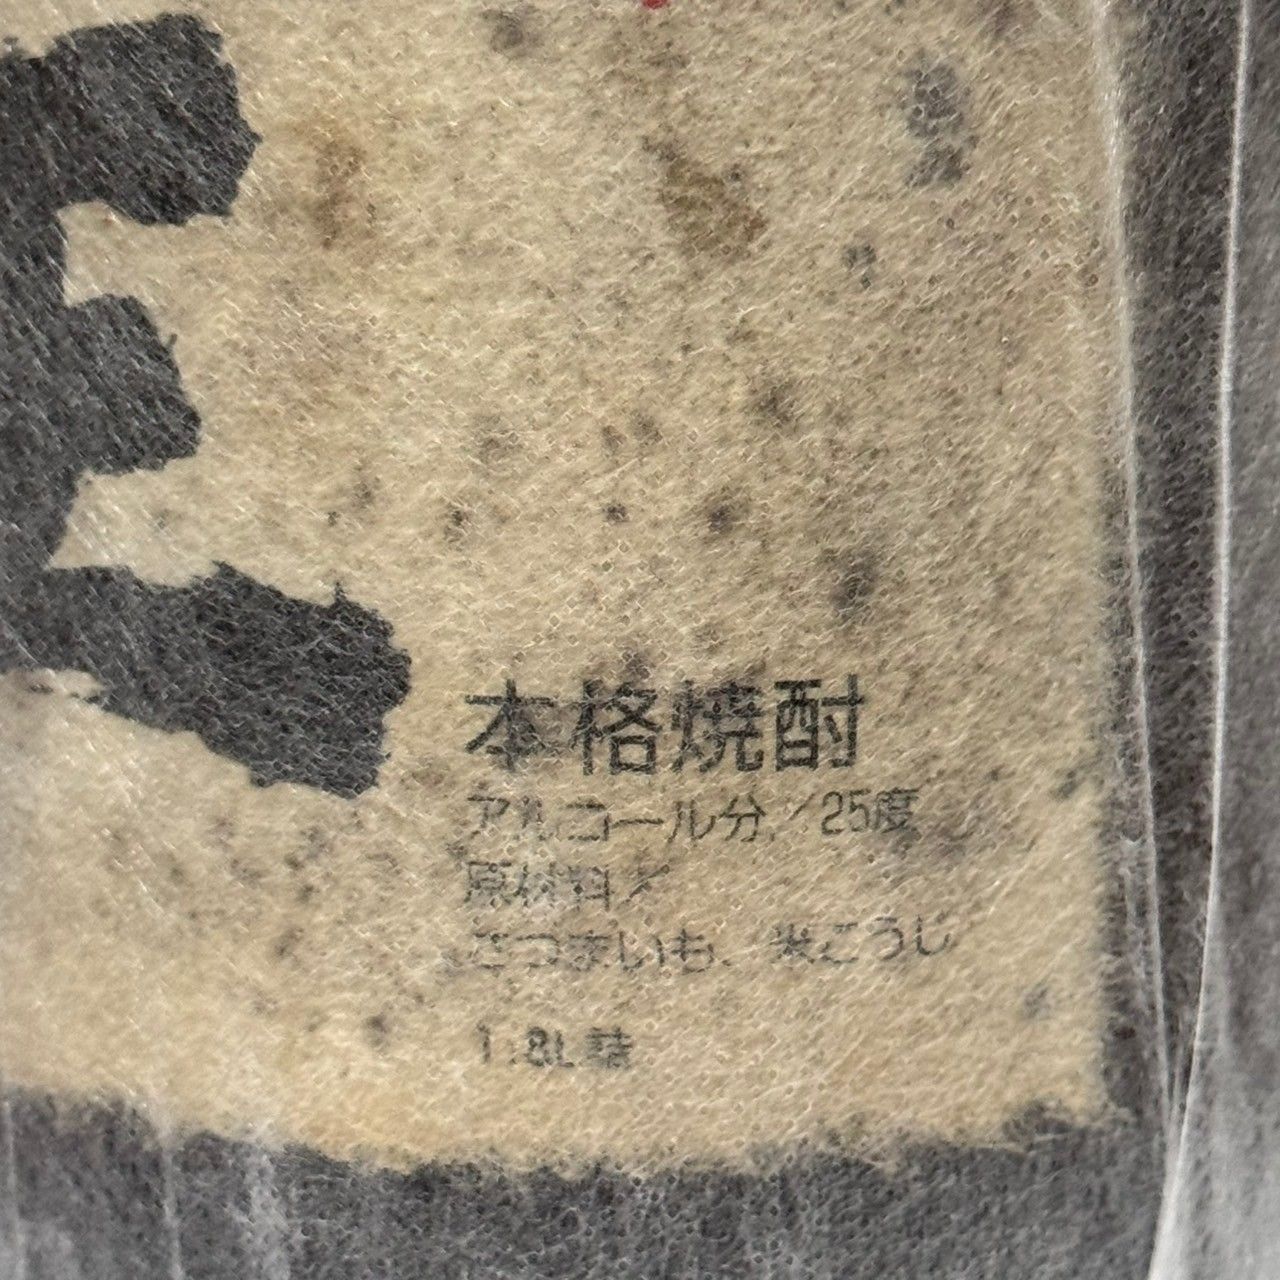 本格焼酎
アルコール分／25度
原材料／
さつまいも、米こうじ
1.8L詰